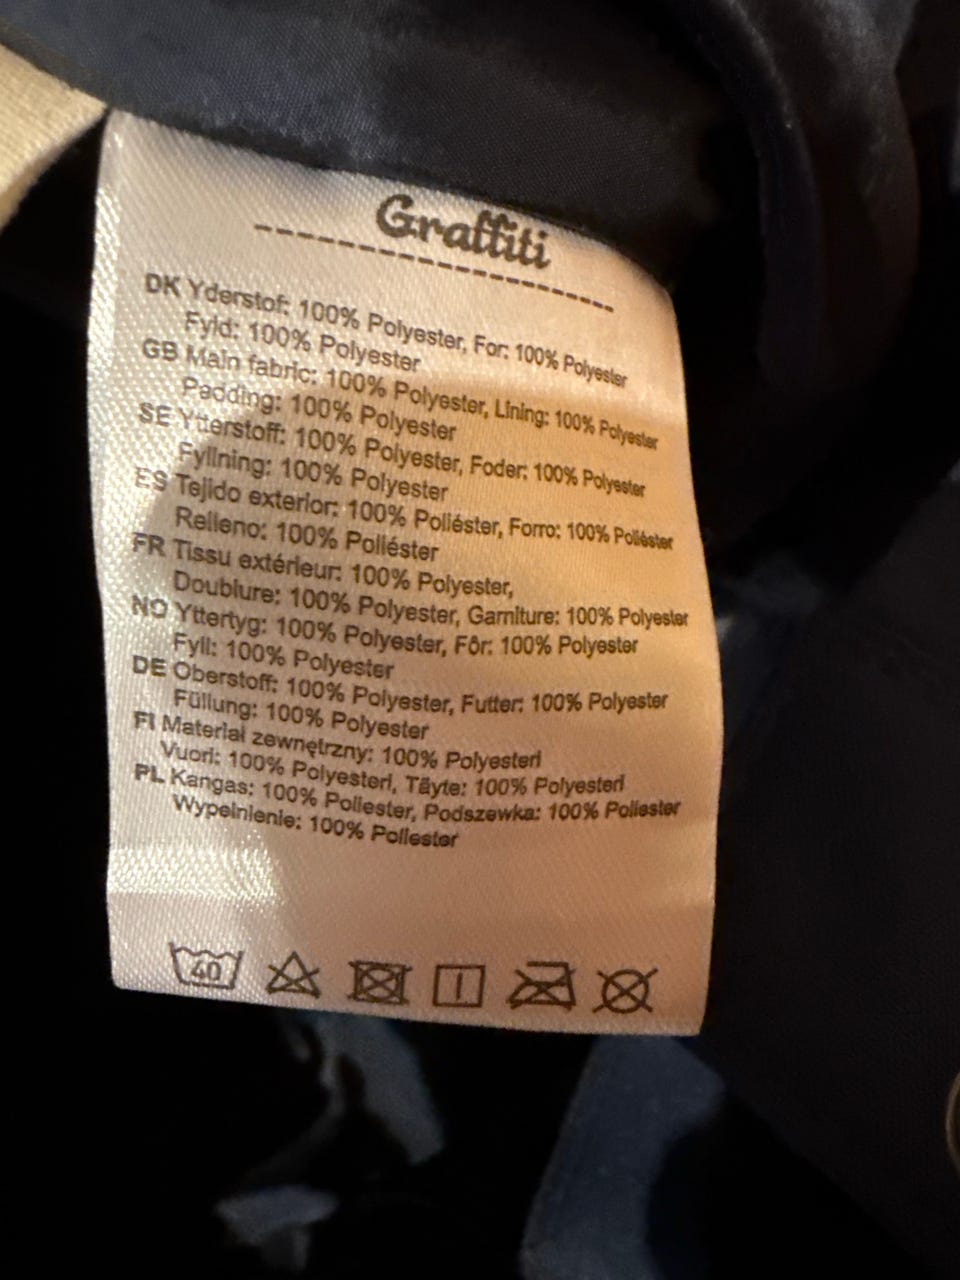 Graffiti
DK Yderstof: 100% Polyester, For: 100% Polyester
Fyld: 100% Polyester
GB Main fabric: 100% Polyester, Lining: 100% Polyester
Padding: 100% Polyester
SE Ytterstoff: 100% Polyester, Foder: 100% Polyester
Fyllning: 100% Polyester
ES Tejido exterior: 100% Poliéster, Forro: 100% Poliéster
Relleno: 100% Poliéster
FR Tissu extérieur: 100% Polyester,
Doublure: 100% Polyester, Garniture: 100% Polyester
NO Yttertyg: 100% Polyester, Fôr: 100% Polyester
Fyll: 100% Polyester
DE Oberstoff: 100% Polyester, Futter: 100% Polyester
Füllung: 100% Polyester
FI Materiał zewnętrzny: 100% Polyesteri
Vuori: 100% Polyesteri, Täyte: 100% Polyesteri
PL Kangas: 100% Poliester, Podszewka: 100% Poliester
Wypełnienie: 100% Poliester
40